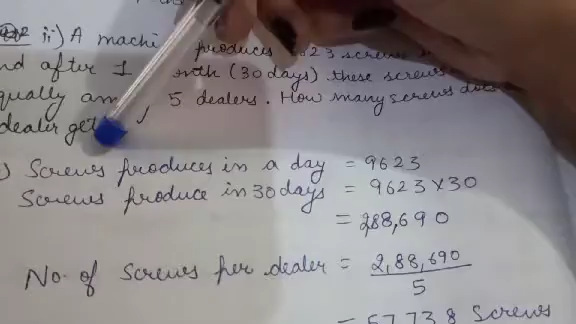 ii) A machi produces 9623 screws
nd after 1 nth (30 days) these screws
qually am 5 dealers. How many screws does
dealer get
) Screws produces in a day = 9623
Screws produce in 30 days = 9623 × 30
= 288,690
No. of screws per dealer = 2,88,690
5
= 57738 screws